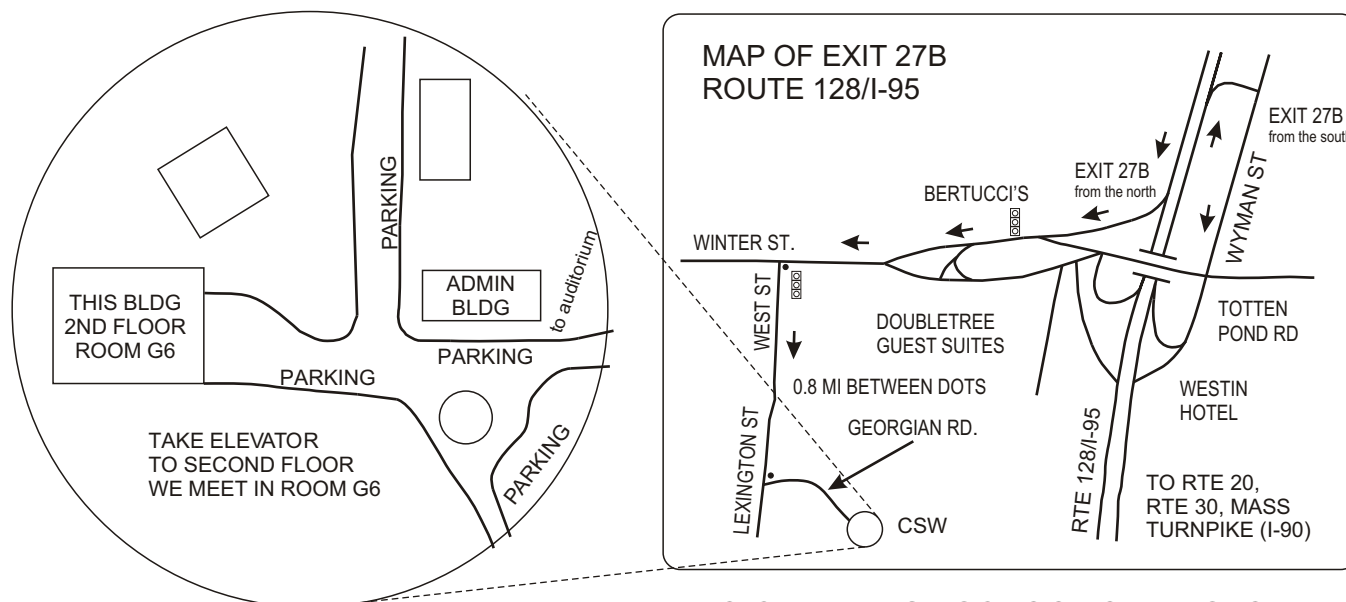 PARKING
THIS BLDG
2ND FLOOR
ROOM G6
ADMIN
BLDG
to auditorium
PARKING
PARKING
PARKING
TAKE ELEVATOR
TO SECOND FLOOR
WE MEET IN ROOM G6
MAP OF EXIT 27B
ROUTE 128/I-95
EXIT 27B
from the south
EXIT 27B
from the north
WYMAN ST
BERTUCCI'S
WINTER ST.
WEST ST
DOUBLETREE
GUEST SUITES
TOTTEN
POND RD
0.8 MI BETWEEN DOTS
WESTIN
HOTEL
GEORGIAN RD.
LEXINGTON ST
RTE 128/I-95
CSW
TO RTE 20,
RTE 30, MASS
TURNPIKE (I-90)